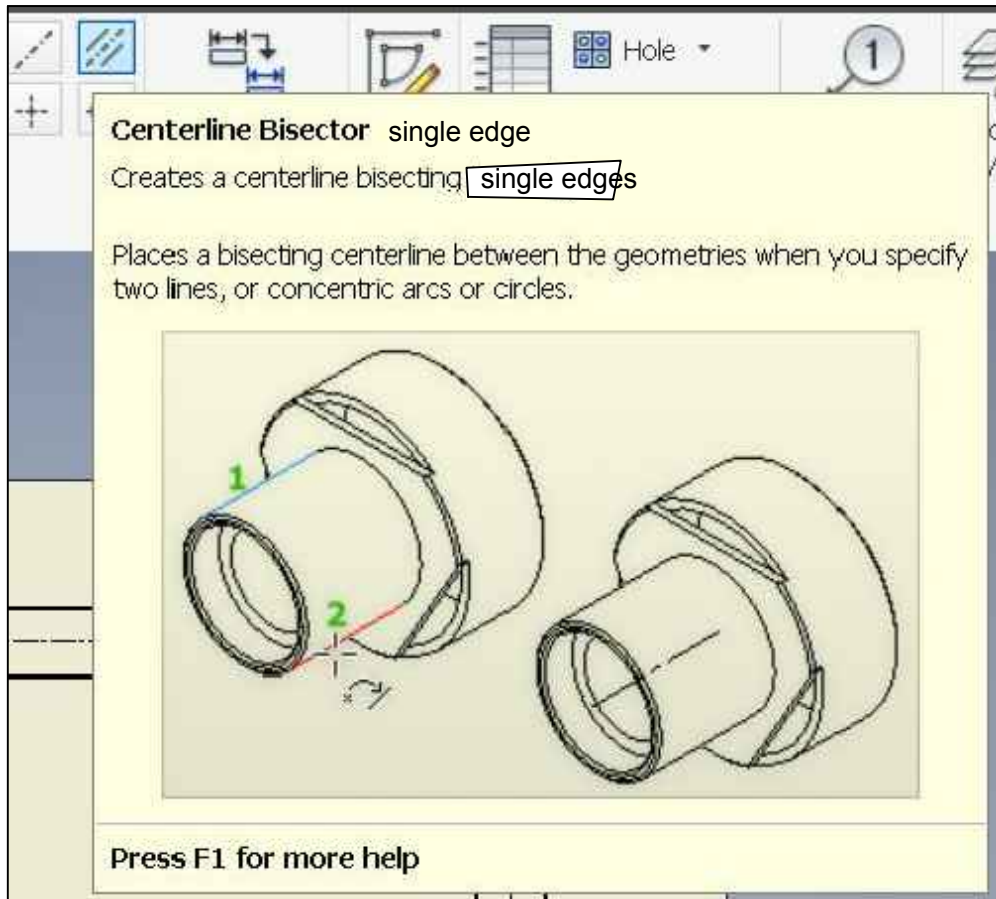 Hole
1
Centerline Bisector single edge
Creates a centerline bisecting single edges
Places a bisecting centerline between the geometries when you specify
two lines, or concentric arcs or circles.
1
2
Press F1 for more help